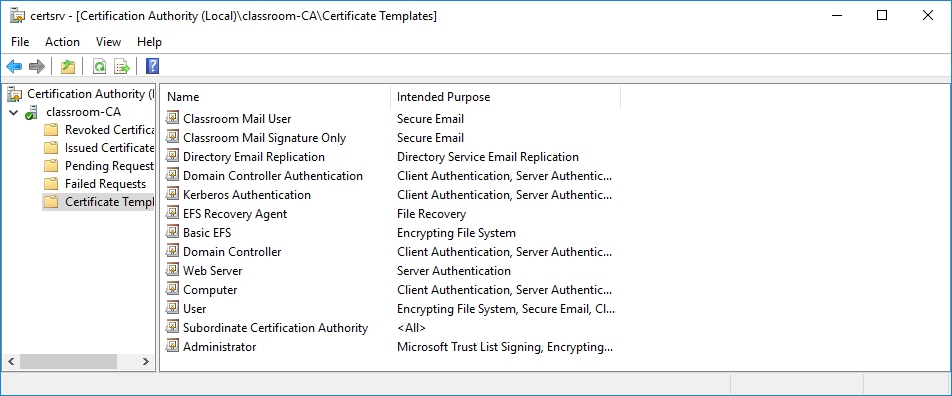 certsrv - [Certification Authority (Local)\classroom-CA\Certificate Templates]
File Action View Help
Certification Authority (l
classroom-CA
Revoked Certifica
Issued Certificate
Pending Request
Failed Requests
Certificate Templ
Name Intended Purpose
Classroom Mail User Secure Email
Classroom Mail Signature Only Secure Email
Directory Email Replication Directory Service Email Replication
Domain Controller Authentication Client Authentication, Server Authentic...
Kerberos Authentication Client Authentication, Server Authentic...
EFS Recovery Agent File Recovery
Basic EFS Encrypting File System
Domain Controller Client Authentication, Server Authentic...
Web Server Server Authentication
Computer Client Authentication, Server Authentic...
User Encrypting File System, Secure Email, Cl...
Subordinate Certification Authority <All>
Administrator Microsoft Trust List Signing, Encrypting...